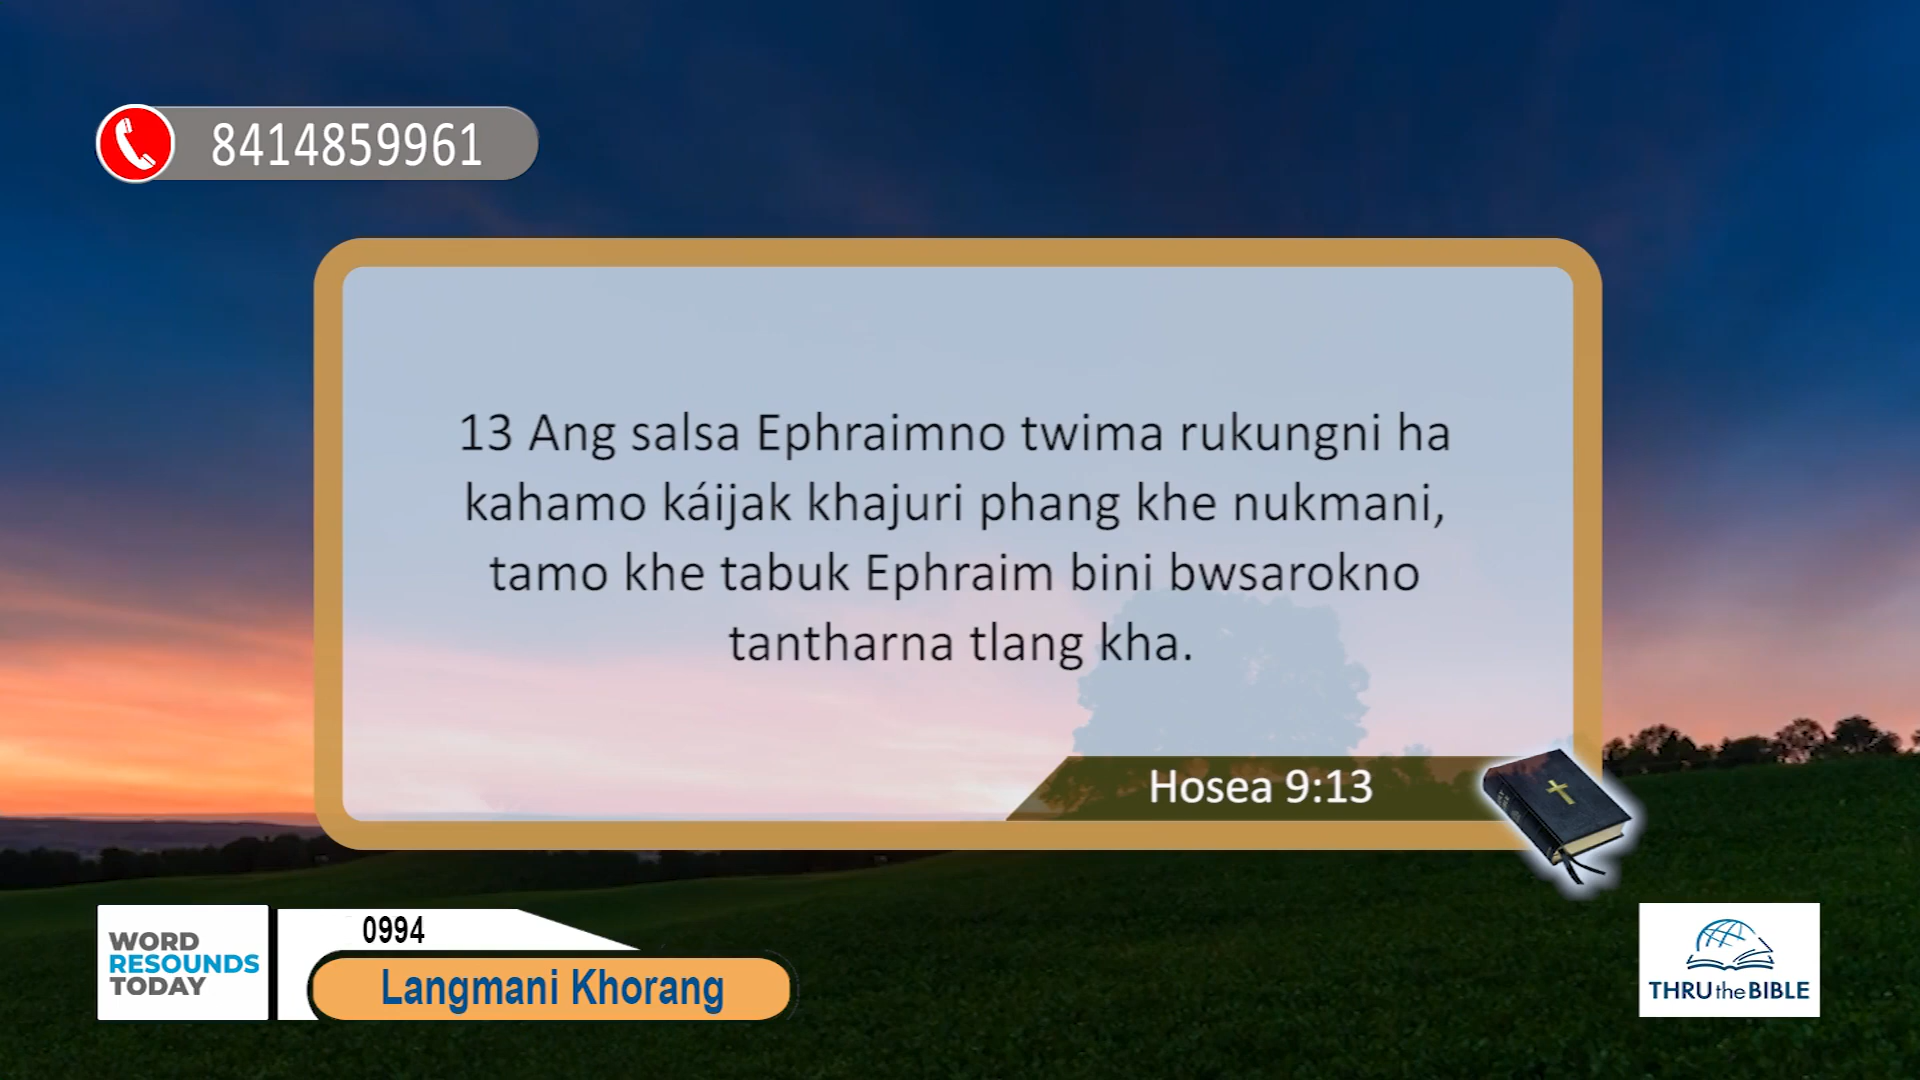 8414859961
13 Ang salsa Ephraimno twima rukungni ha
kahamo káijak khajuri phang khe nukmani,
tamo khe tabuk Ephraim bini bwsarokno
tantharna tlang kha.
Hosea 9:13
0994
Langmani Khorang
WORD
RESOUNDS
TODAY
THRU the BIBLE